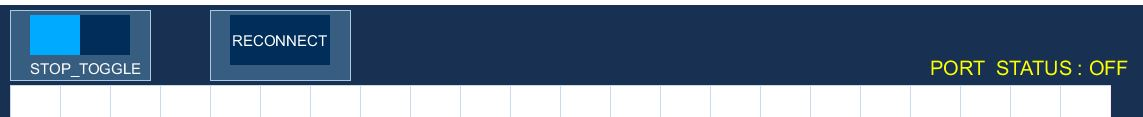 RECONNECT
STOP_TOGGLE
PORT STATUS : OFF